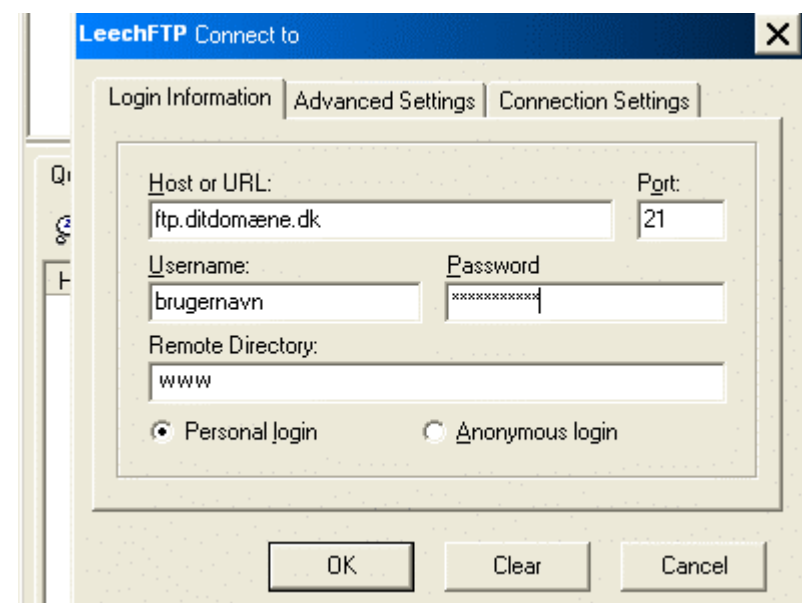 LeechFTP Connect to
Login Information Advanced Settings Connection Settings
Host or URL: Port:
ftp.ditdomæne.dk 21
Username: Password
brugernavn ***********
Remote Directory:
www
Personal login Anonymous login
OK Clear Cancel